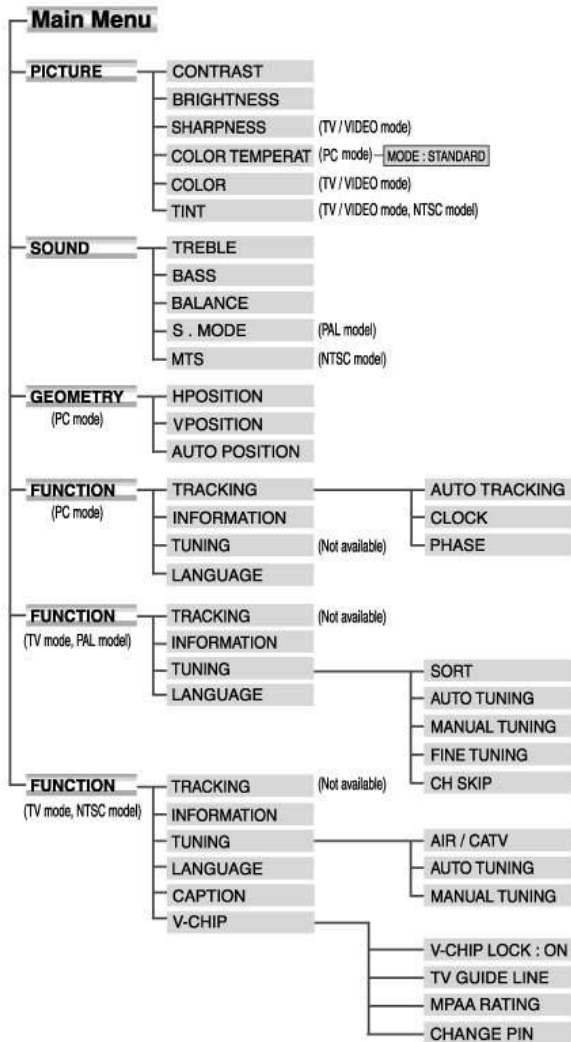 Main Menu
PICTURE CONTRAST
BRIGHTNESS
SHARPNESS (TV / VIDEO mode)
COLOR TEMPERAT (PC mode) MODE : STANDARD
COLOR (TV / VIDEO mode)
TINT (TV / VIDEO mode, NTSC model)
SOUND TREBLE
BASS
BALANCE
S . MODE (PAL model)
MTS (NTSC model)
GEOMETRY HPOSITION
(PC mode) VPOSITION
AUTO POSITION
FUNCTION TRACKING AUTO TRACKING
(PC mode) INFORMATION CLOCK
TUNING (Not available) PHASE
LANGUAGE
FUNCTION TRACKING (Not available)
(TV mode, PAL model) INFORMATION
TUNING SORT
LANGUAGE AUTO TUNING
MANUAL TUNING
FINE TUNING
CH SKIP
FUNCTION TRACKING (Not available)
(TV mode, NTSC model) INFORMATION
TUNING AIR / CATV
LANGUAGE AUTO TUNING
CAPTION MANUAL TUNING
V-CHIP
V-CHIP LOCK : ON
TV GUIDE LINE
MPAA RATING
CHANGE PIN